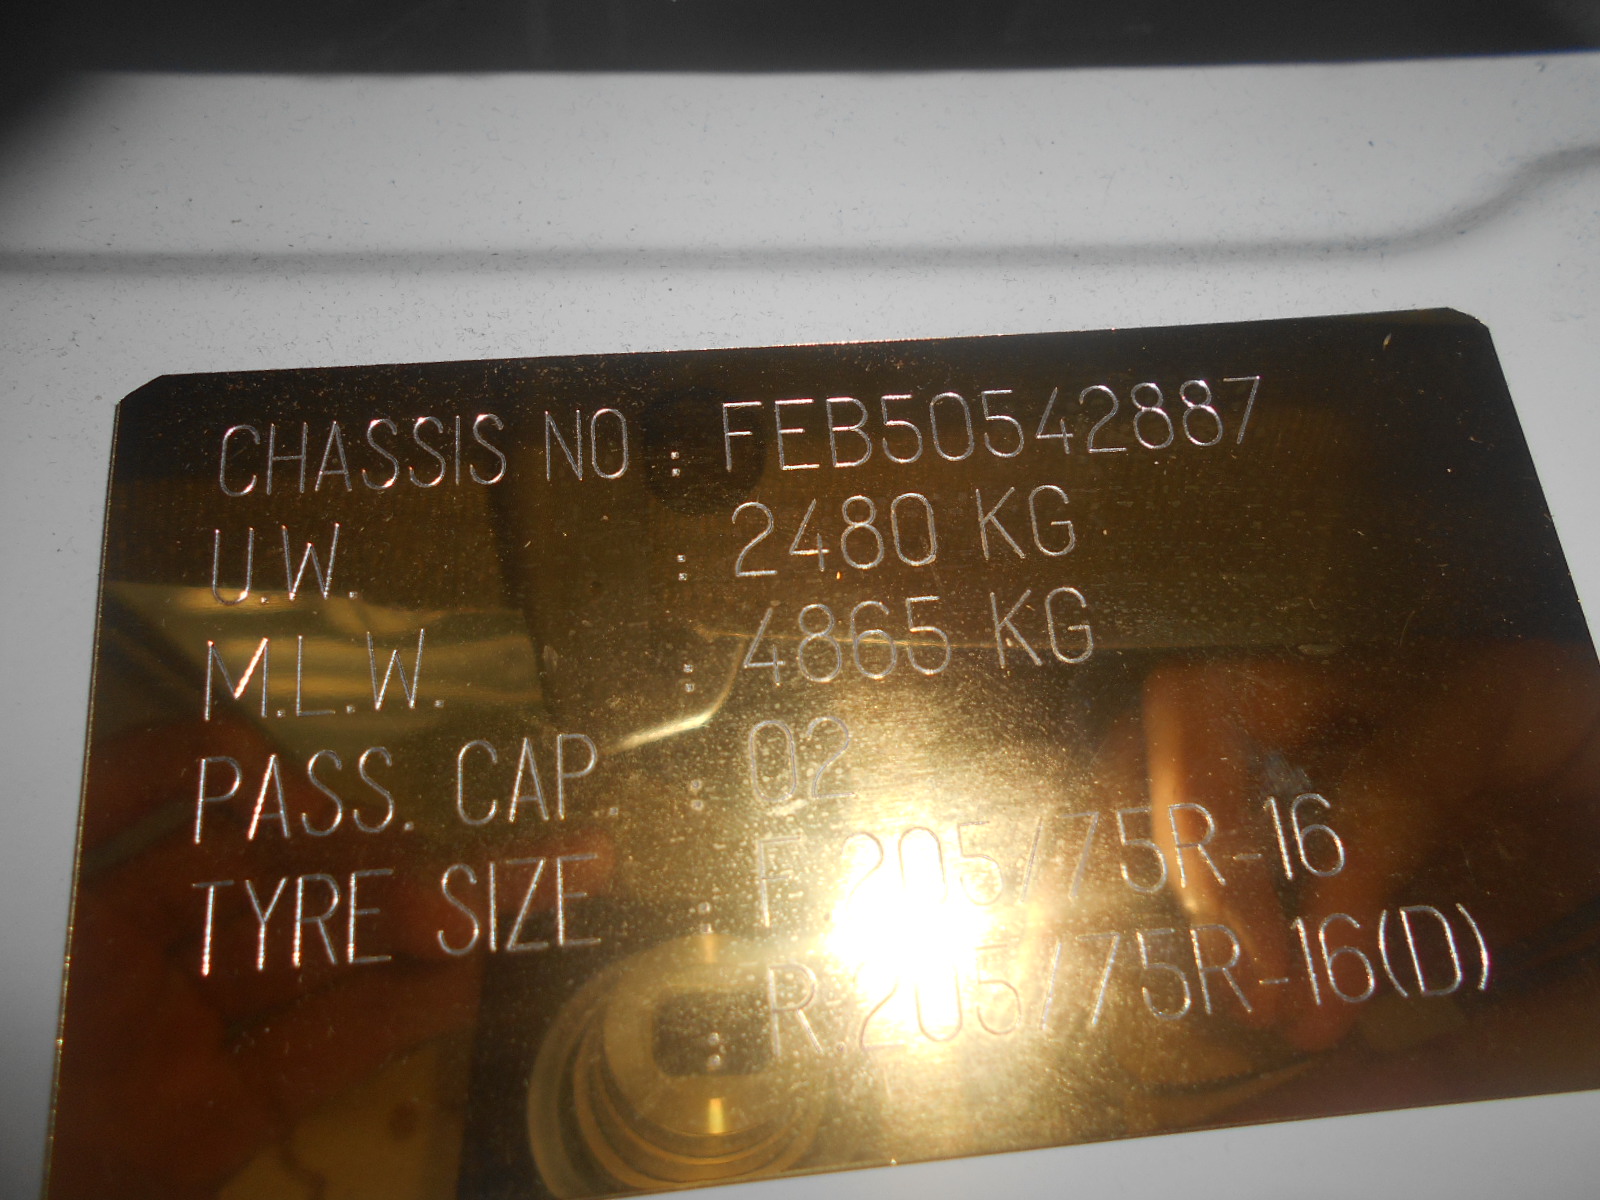 CHASSIS NO : FEB50542887
U.W. : 2480 KG
M.L.W. : 4865 KG
PASS. CAP. : 02
TYRE SIZE : F.205/75R-16
: R.205/75R-16(D)